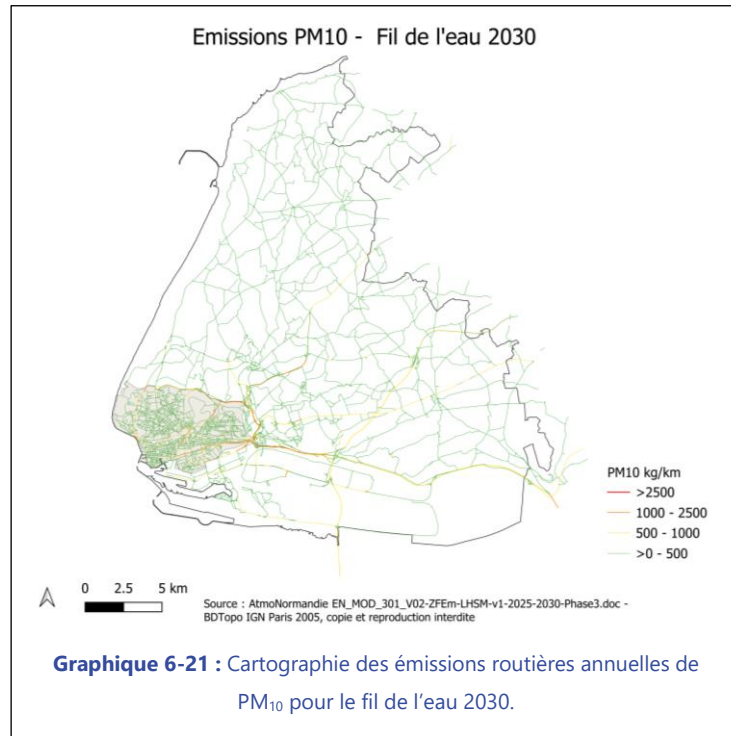 Emissions PM10 - Fil de l'eau 2030
PM10 kg/km
>2500
1000 - 2500
500 - 1000
>0 - 500
0 2.5 5 km
Source : AtmoNormandie EN_MOD_301_V02-ZFEm-LHSM-v1-2025-2030-Phase3.doc -
BDTopo IGN Paris 2005, copie et reproduction interdite
Graphique 6-21 : Cartographie des émissions routières annuelles de
PM₁₀ pour le fil de l’eau 2030.